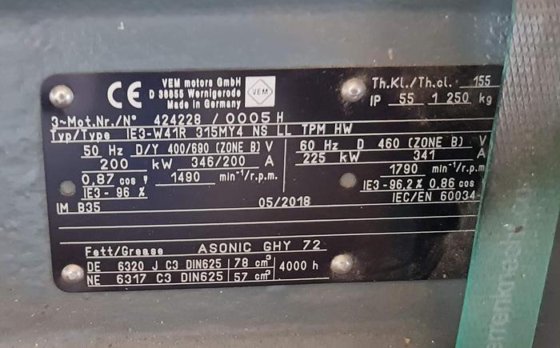 VEM motors GmbH
D 38855 Wernigerode
Made in Germany
CE
VEM
Th.Kl./Th.cl. 155
IP 55 1 250 kg
3~Mot.Nr./N° 424228 / 0005 H
Typ/Type IE3-W41R 315MY4 NS LL TPM HW
50 Hz D/Y 400/690 (ZONE B) V
200 kW 346/200 A
0,87 cos φ 1490 min⁻¹/r.p.m.
IE3 - 96 %
60 Hz D 460 (ZONE B) V
225 kW 341 A
1790 min⁻¹/r.p.m.
IE3-96,2% 0,86 cos
IM B35 05/2018 IEC/EN 60034-
Fett/Grease ASONIC GHY 72
DE 6320 J C3 DIN625 78 cm³ 4000 h
NE 6317 C3 DIN625 57 cm³